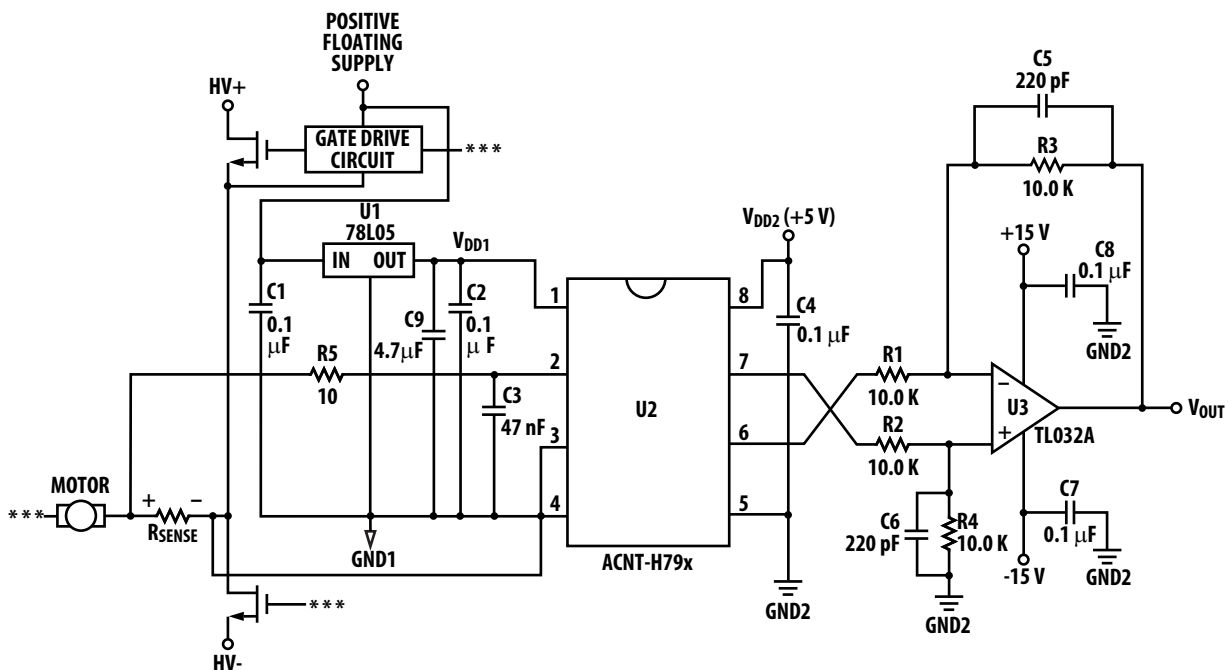 POSITIVE
FLOATING
SUPPLY
HV+
GATE DRIVE
CIRCUIT
***
U1
78L05
IN OUT
VDD1
C1
0.1
μF
C9
4.7μF
C2
0.1
μ F
R5
10
C3
47 nF
MOTOR
***
+ −
RSENSE
GND1
***
HV-
1
2
3
4
U2
8
7
6
5
ACNT-H79x
VDD2 (+5 V)
C4
0.1 μF
GND2
R1
10.0 K
R2
10.0 K
C5
220 pF
R3
10.0 K
+15 V
C8
0.1 μF
GND2
−
+
U3
TL032A
VOUT
C6
220 pF
R4
10.0 K
GND2
C7
0.1 μF
GND2
-15 V